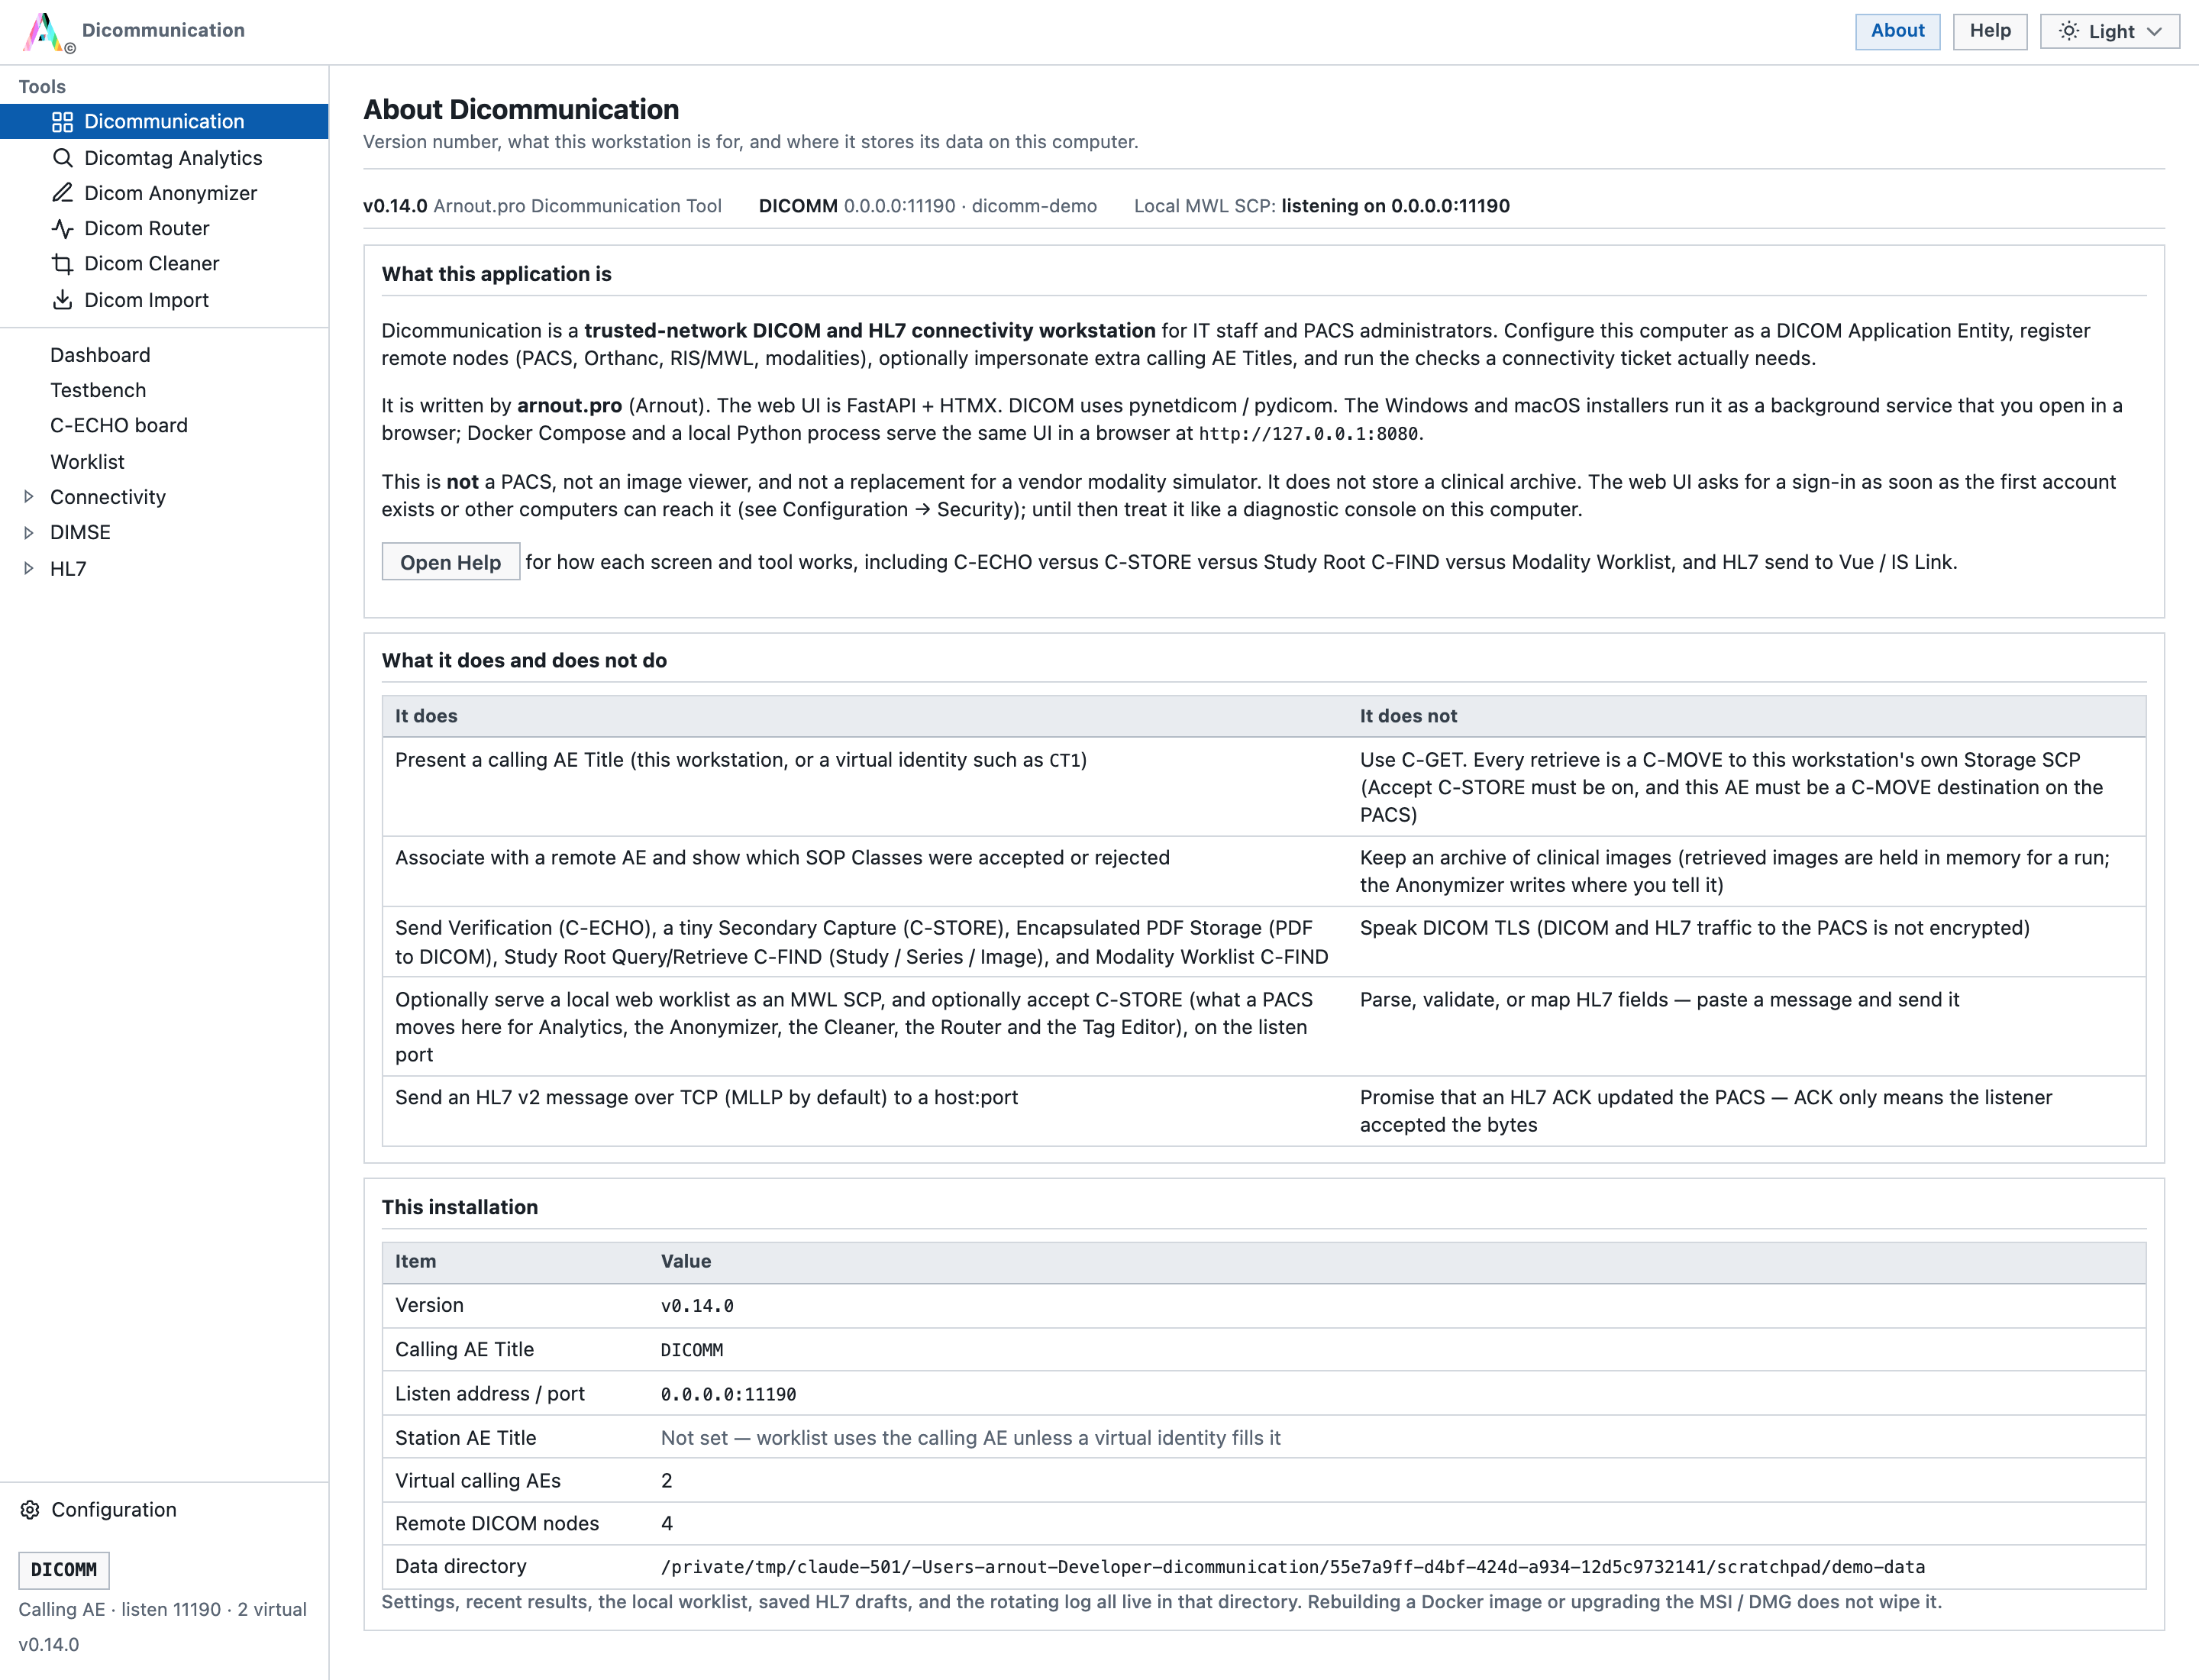 Dicommunication
About
Help
Light
Tools
Dicommunication
Dicomtag Analytics
Dicom Anonymizer
Dicom Router
Dicom Cleaner
Dicom Import
Dashboard
Testbench
C-ECHO board
Worklist
Connectivity
DIMSE
HL7
Configuration
DICOMM
Calling AE · listen 11190 · 2 virtual
v0.14.0
About Dicommunication
Version number, what this workstation is for, and where it stores its data on this computer.
v0.14.0 Arnout.pro Dicommunication Tool DICOMM 0.0.0.0:11190 · dicomm-demo Local MWL SCP: listening on 0.0.0.0:11190
What this application is
Dicommunication is a trusted-network DICOM and HL7 connectivity workstation for IT staff and PACS administrators. Configure this computer as a DICOM Application Entity, register
remote nodes (PACS, Orthanc, RIS/MWL, modalities), optionally impersonate extra calling AE Titles, and run the checks a connectivity ticket actually needs.
It is written by arnout.pro (Arnout). The web UI is FastAPI + HTMX. DICOM uses pynetdicom / pydicom. The Windows and macOS installers run it as a background service that you open in a
browser; Docker Compose and a local Python process serve the same UI in a browser at http://127.0.0.1:8080.
This is not a PACS, not an image viewer, and not a replacement for a vendor modality simulator. It does not store a clinical archive. The web UI asks for a sign-in as soon as the first account
exists or other computers can reach it (see Configuration → Security); until then treat it like a diagnostic console on this computer.
Open Help for how each screen and tool works, including C-ECHO versus C-STORE versus Study Root C-FIND versus Modality Worklist, and HL7 send to Vue / IS Link.
What it does and does not do
It does
It does not
Present a calling AE Title (this workstation, or a virtual identity such as CT1)
Use C-GET. Every retrieve is a C-MOVE to this workstation's own Storage SCP
(Accept C-STORE must be on, and this AE must be a C-MOVE destination on the
PACS)
Associate with a remote AE and show which SOP Classes were accepted or rejected
Keep an archive of clinical images (retrieved images are held in memory for a run;
the Anonymizer writes where you tell it)
Send Verification (C-ECHO), a tiny Secondary Capture (C-STORE), Encapsulated PDF Storage (PDF
to DICOM), Study Root Query/Retrieve C-FIND (Study / Series / Image), and Modality Worklist C-FIND
Speak DICOM TLS (DICOM and HL7 traffic to the PACS is not encrypted)
Optionally serve a local web worklist as an MWL SCP, and optionally accept C-STORE (what a PACS
moves here for Analytics, the Anonymizer, the Cleaner, the Router and the Tag Editor), on the listen
port
Parse, validate, or map HL7 fields — paste a message and send it
Send an HL7 v2 message over TCP (MLLP by default) to a host:port
Promise that an HL7 ACK updated the PACS — ACK only means the listener
accepted the bytes
This installation
Item Value
Version v0.14.0
Calling AE Title DICOMM
Listen address / port 0.0.0.0:11190
Station AE Title Not set — worklist uses the calling AE unless a virtual identity fills it
Virtual calling AEs 2
Remote DICOM nodes 4
Data directory /private/tmp/claude-501/-Users-arnout-Developer-dicommunication/55e7a9ff-d4bf-424d-a934-12d5c9732141/scratchpad/demo-data
Settings, recent results, the local worklist, saved HL7 drafts, and the rotating log all live in that directory. Rebuilding a Docker image or upgrading the MSI / DMG does not wipe it.